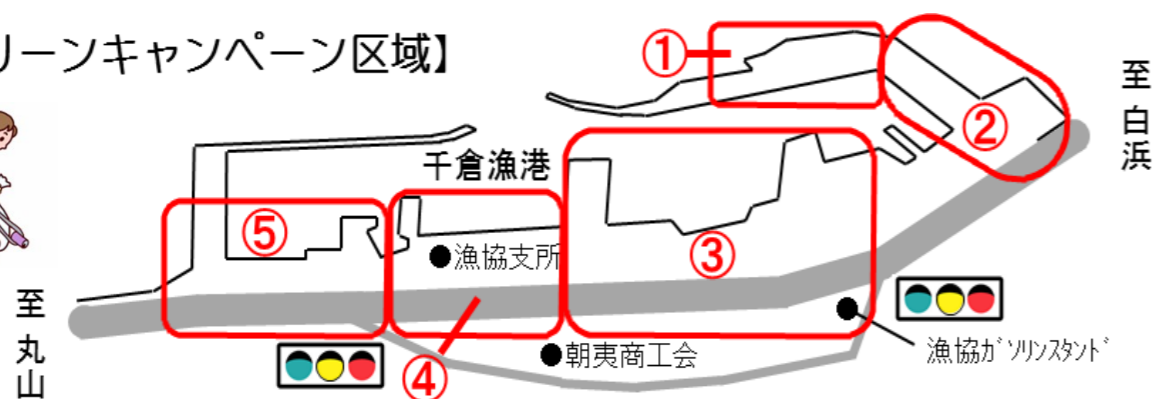 リーンキャンペーン区域】
①
至白浜
②
千倉漁港
⑤
③
●漁協支所
至丸山
④
●朝夷商工会
漁協ｶﾞｿﾘﾝｽﾀﾝﾄﾞ